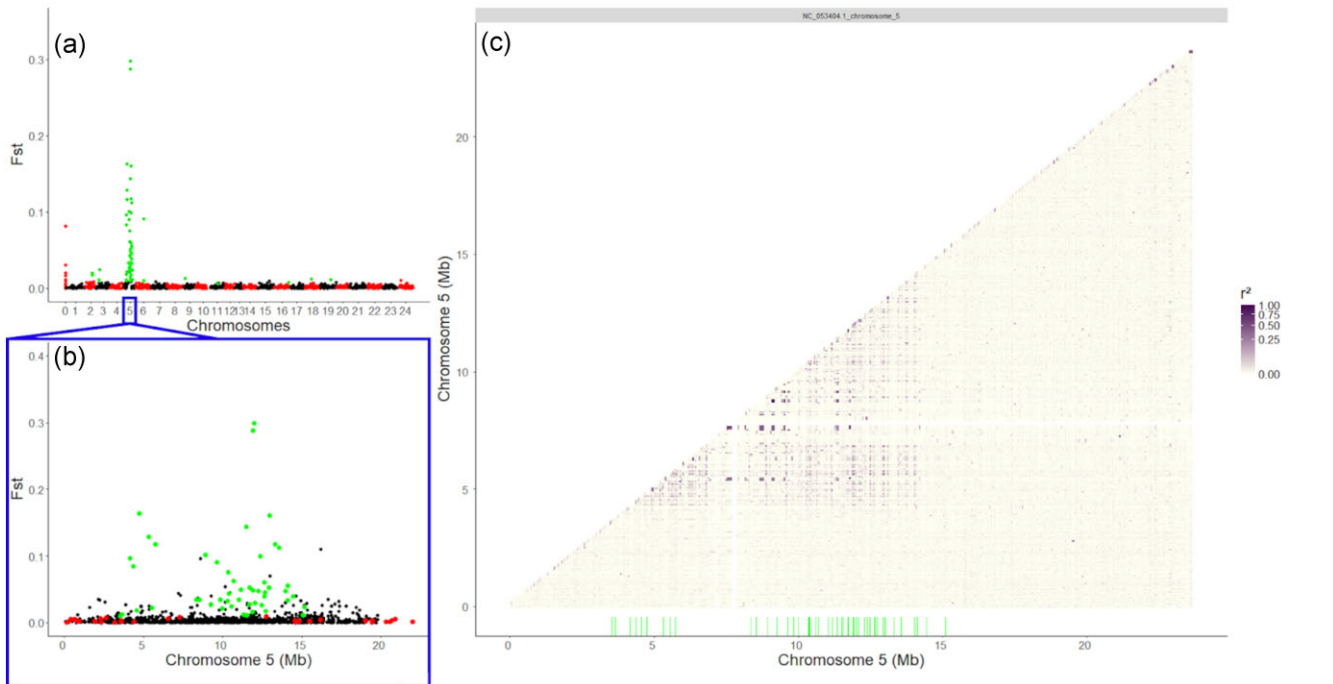 (a)
Fst
0.3
0.2
0.1
0.0
0 1 2 3 4 5 6 7 8 9 10 11 12 13 14 15 16 17 18 19 20 21 22 23 24
Chromosomes
(b)
Fst
0.4
0.3
0.2
0.1
0.0
0 5 10 15 20
Chromosome 5 (Mb)
NC_053404.1_chromosome_5
(c)
Chromosome 5 (Mb)
20
15
10
5
0
0 5 10 15 20
Chromosome 5 (Mb)
r²
1.00
0.75
0.50
0.25
0.00